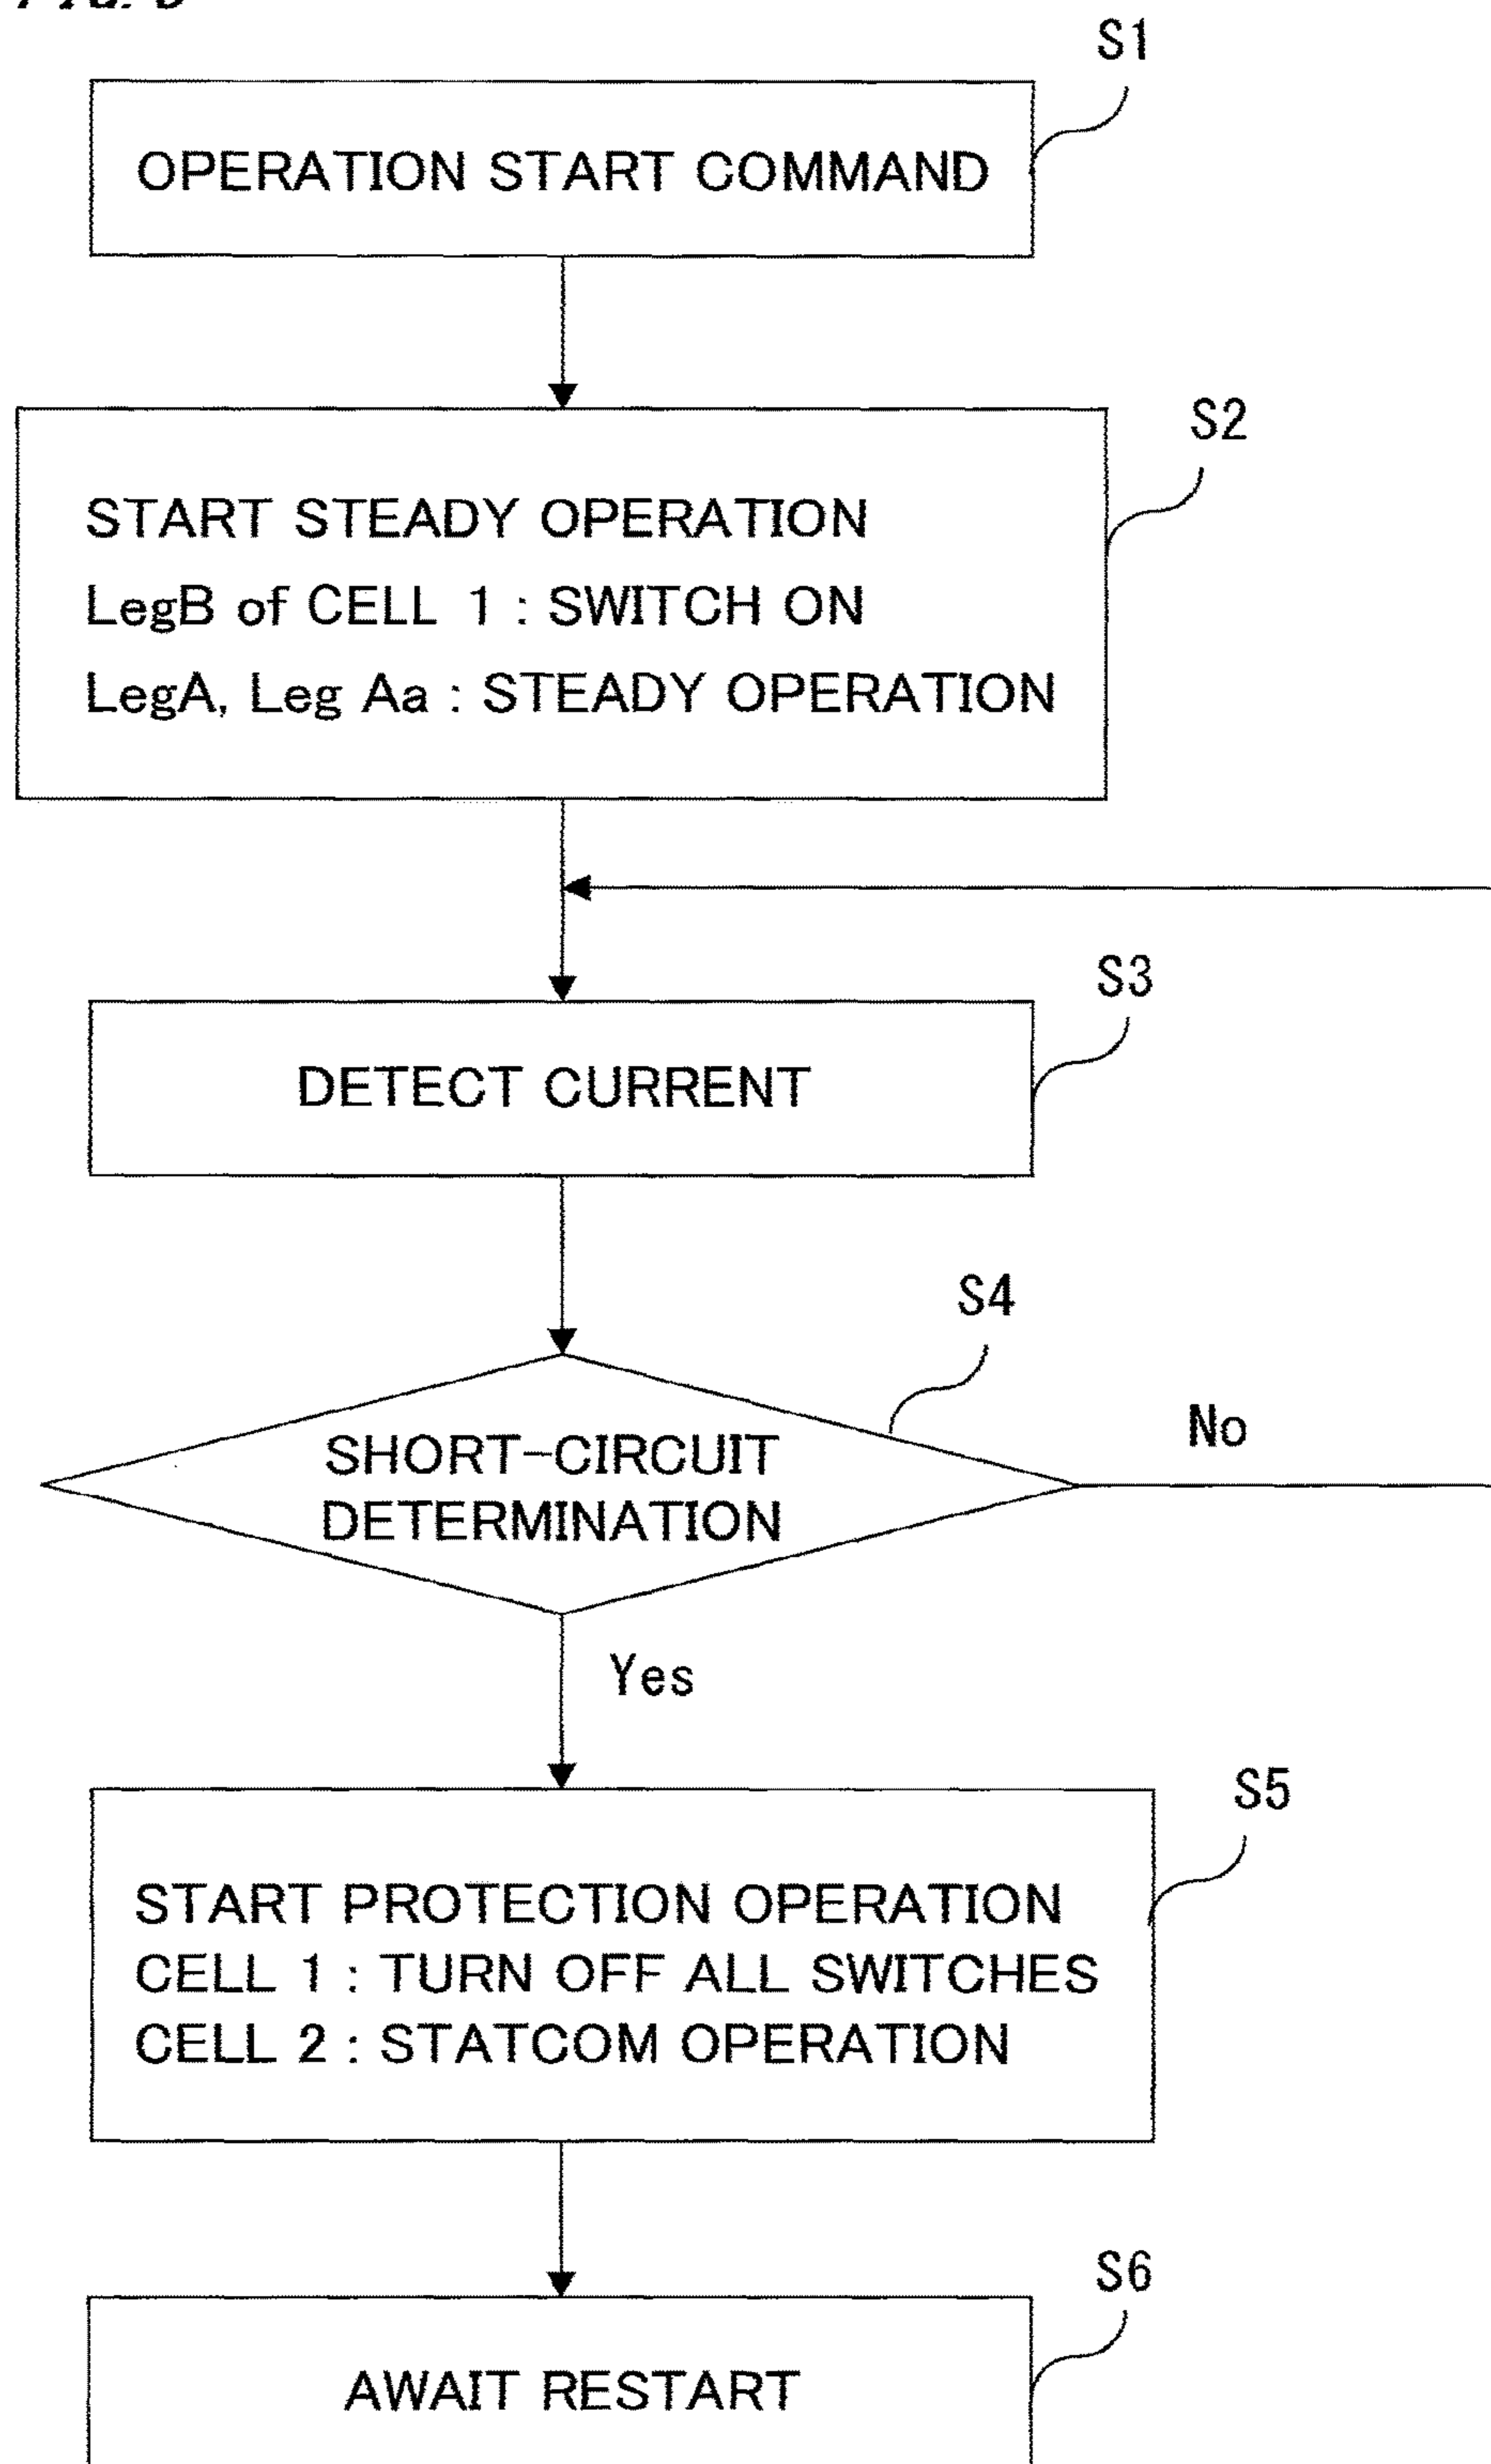 S1
OPERATION START COMMAND
S2
START STEADY OPERATION
LegB of CELL 1 : SWITCH ON
LegA, Leg Aa : STEADY OPERATION
S3
DETECT CURRENT
S4
SHORT-CIRCUIT
DETERMINATION
No
Yes
S5
START PROTECTION OPERATION
CELL 1 : TURN OFF ALL SWITCHES
CELL 2 : STATCOM OPERATION
S6
AWAIT RESTART